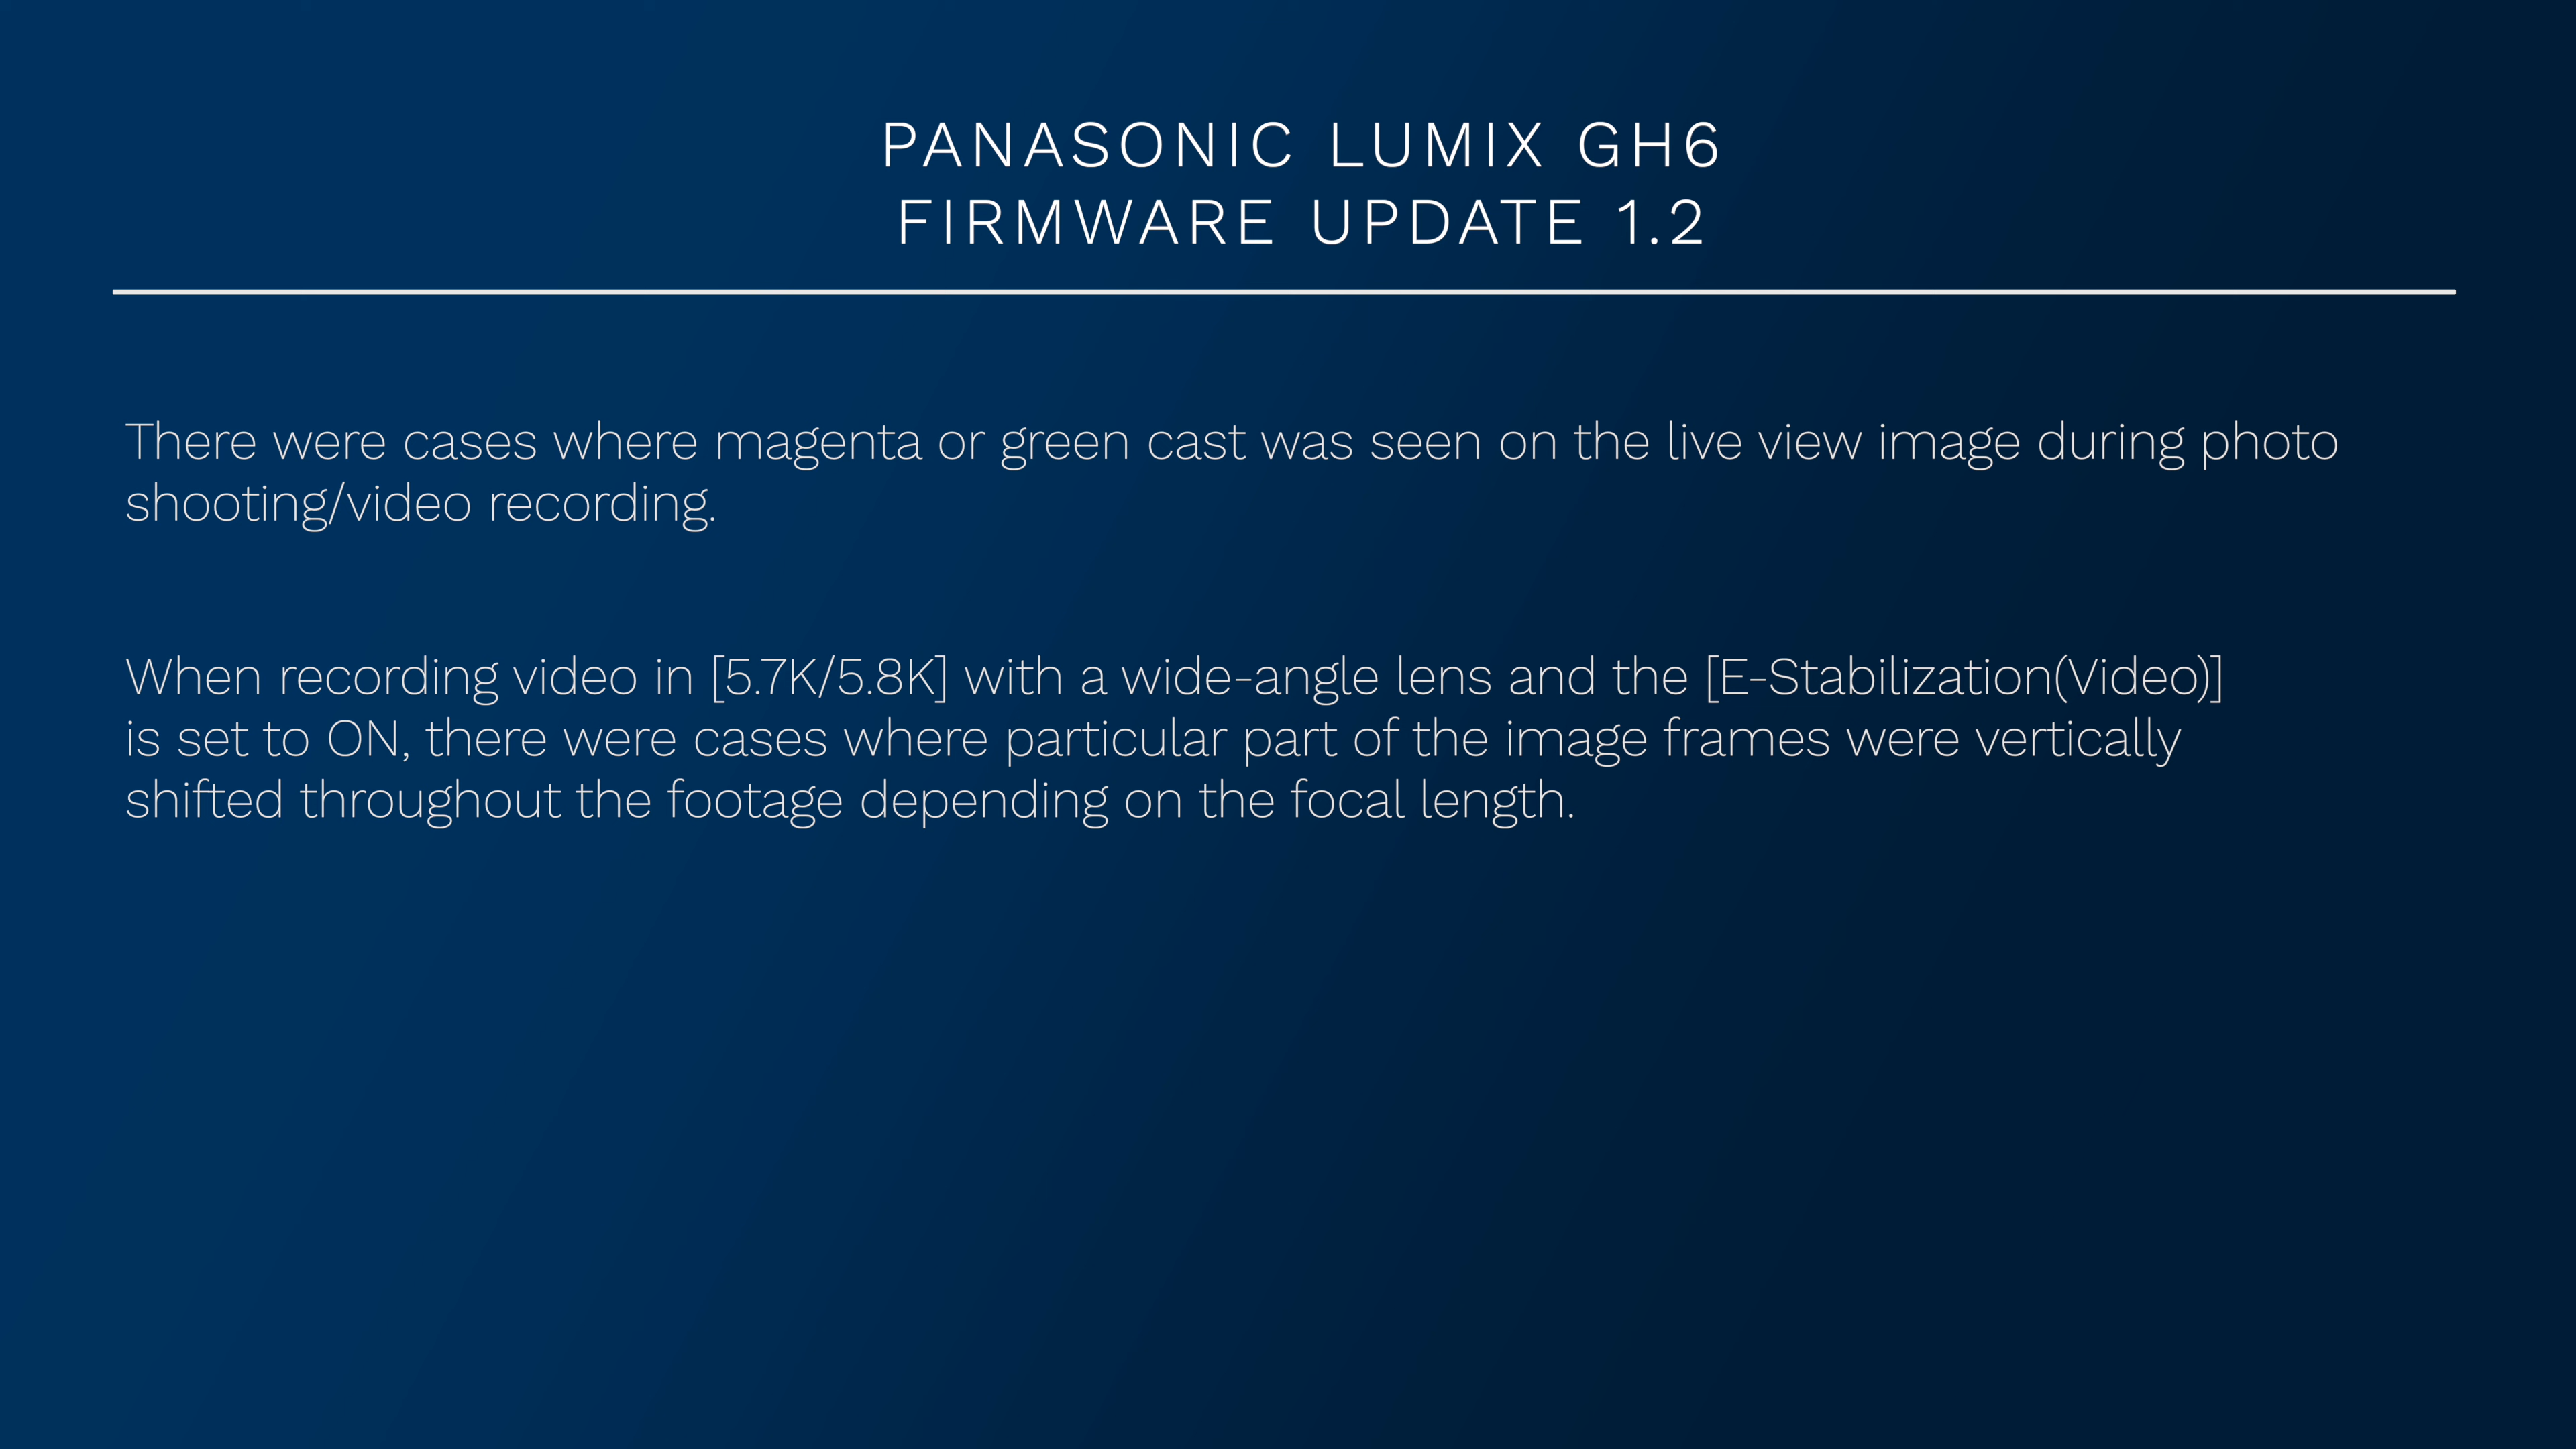 PANASONIC LUMIX GH6
FIRMWARE UPDATE 1.2
There were cases where magenta or green cast was seen on the live view image during photo
shooting/video recording.
When recording video in [5.7K/5.8K] with a wide-angle lens and the [E-Stabilization(Video)]
is set to ON, there were cases where particular part of the image frames were vertically
shifted throughout the footage depending on the focal length.